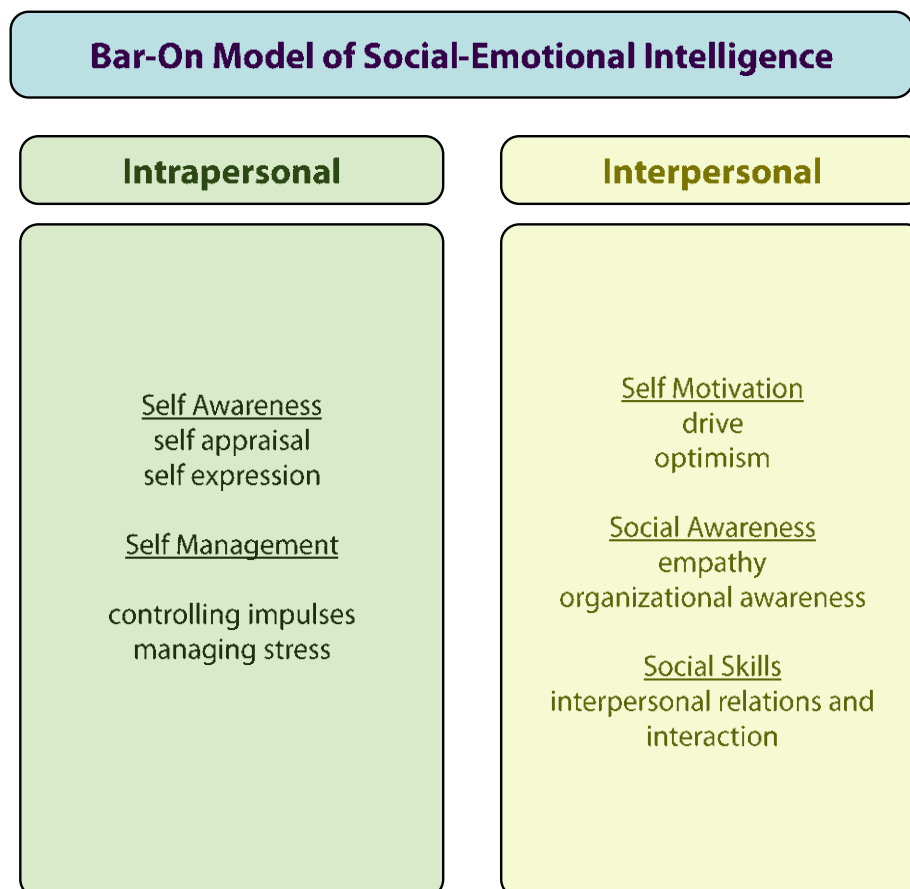 Bar-On Model of Social-Emotional Intelligence
Intrapersonal
Self Awareness
self appraisal
self expression
Self Management
controlling impulses
managing stress
Interpersonal
Self Motivation
drive
optimism
Social Awareness
empathy
organizational awareness
Social Skills
interpersonal relations and
interaction